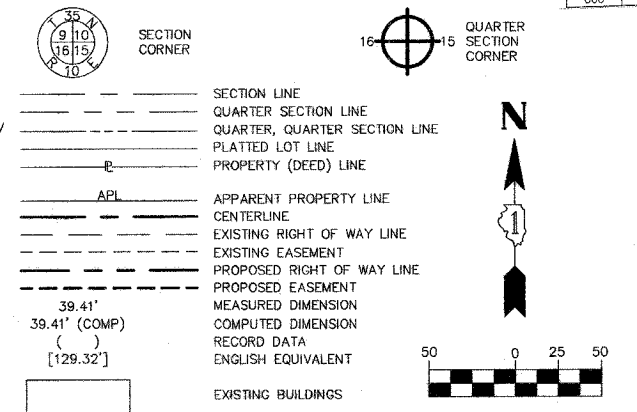 T 35 N
9 10
16 15
R 10 E
SECTION
CORNER
16 15
QUARTER
SECTION
CORNER
SECTION LINE
QUARTER SECTION LINE
QUARTER, QUARTER SECTION LINE
PLATTED LOT LINE
PL PROPERTY (DEED) LINE
APL APPARENT PROPERTY LINE
CENTERLINE
EXISTING RIGHT OF WAY LINE
EXISTING EASEMENT
PROPOSED RIGHT OF WAY LINE
PROPOSED EASEMENT
39.41' MEASURED DIMENSION
39.41' (COMP) COMPUTED DIMENSION
( ) RECORD DATA
[129.32'] ENGLISH EQUIVALENT
EXISTING BUILDINGS
N
1
50 0 25 50